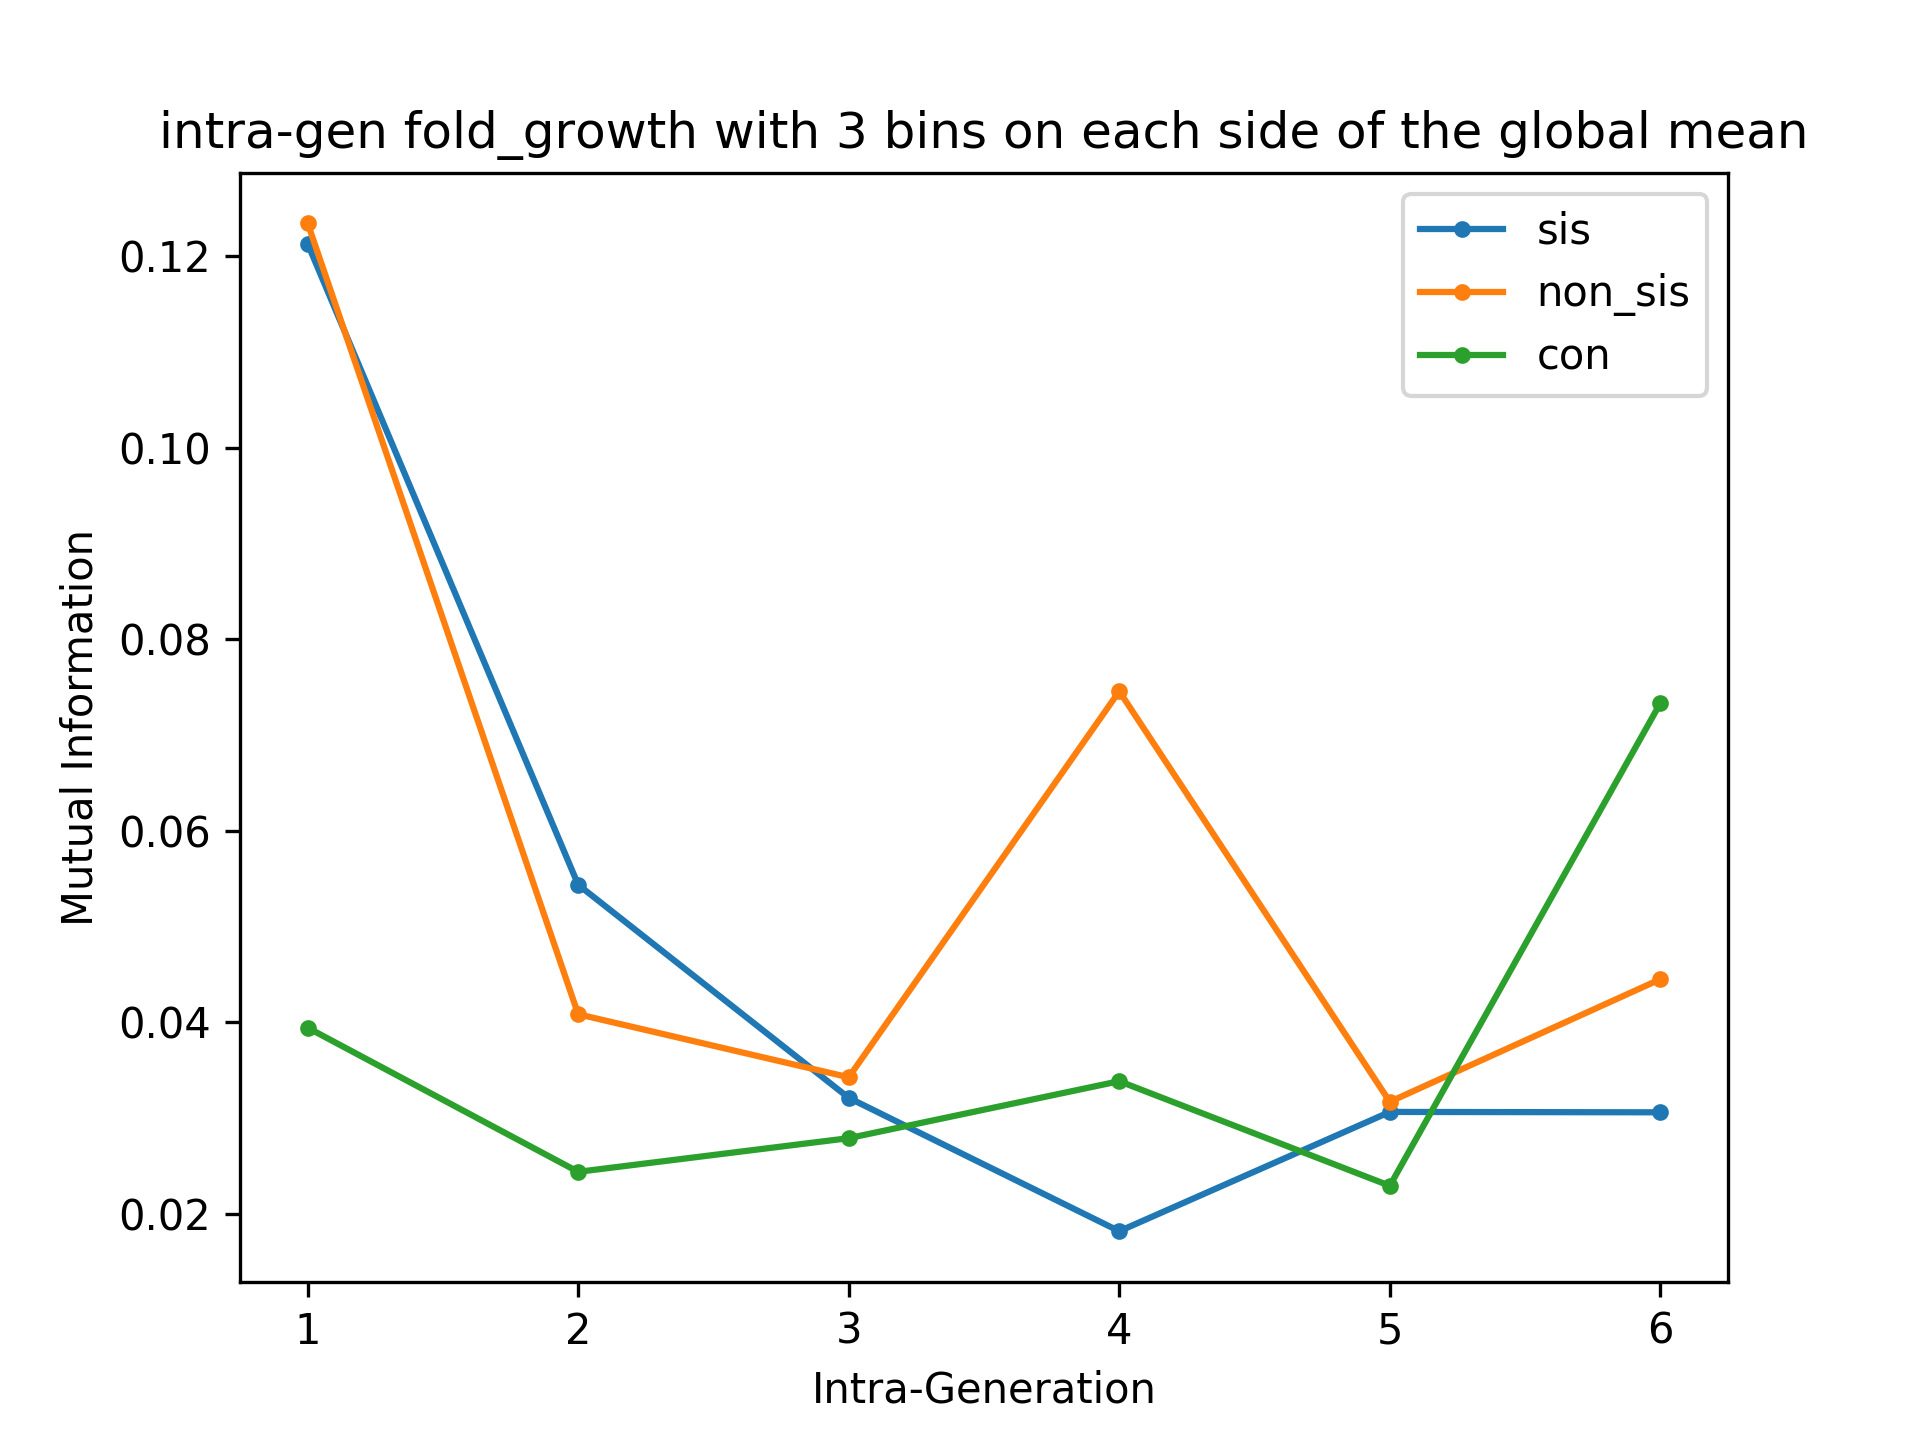 intra-gen fold_growth with 3 bins on each side of the global mean
sis
non_sis
con
Mutual Information
0.12
0.10
0.08
0.06
0.04
0.02
1 2 3 4 5 6
Intra-Generation